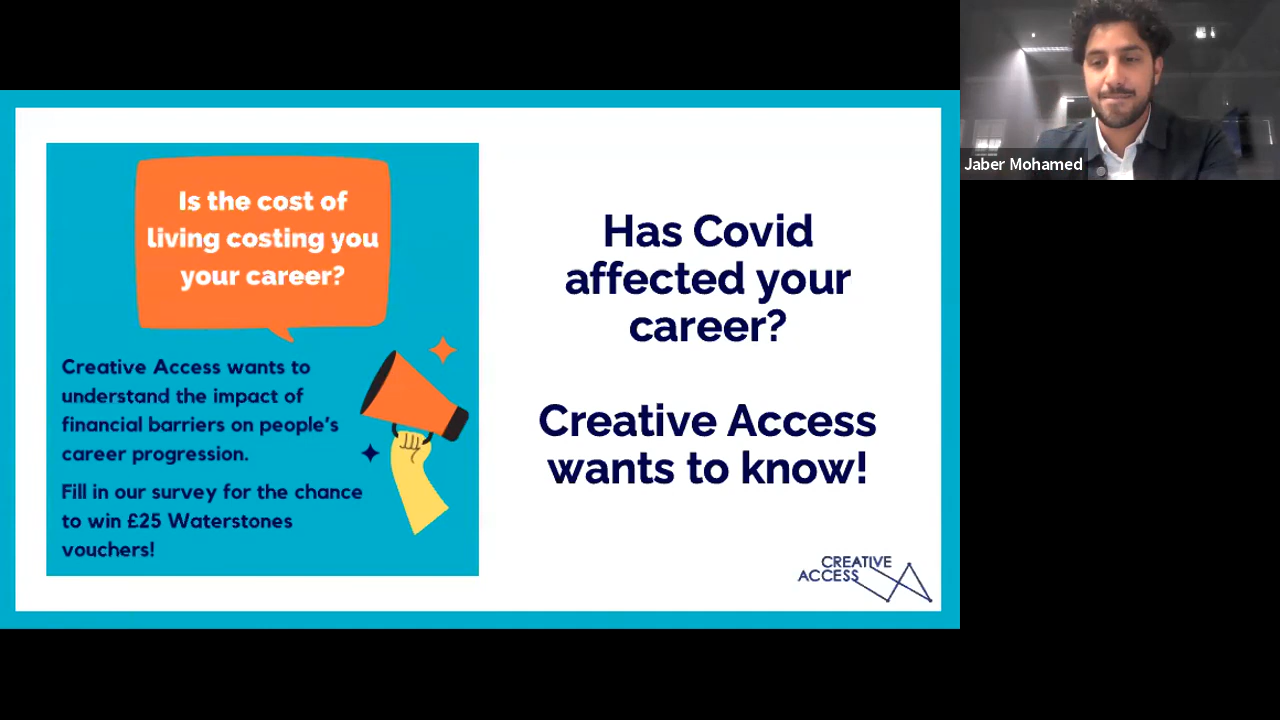 Is the cost of
living costing you
your career?
Creative Access wants to
understand the impact of
financial barriers on people's
career progression.
Fill in our survey for the chance
to win £25 Waterstones
vouchers!
Has Covid
affected your
career?
Creative Access
wants to know!
CREATIVE
ACCESS
Jaber Mohamed